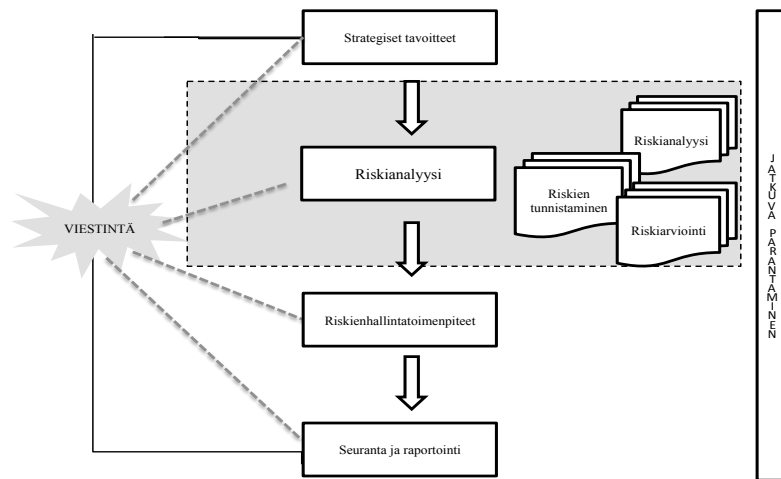 Strategiset tavoitteet
Riskianalyysi
Riskianalyysi
Riskien
tunnistaminen
Riskiarviointi
VIESTINTÄ
Riskienhallintatoimenpiteet
Seuranta ja raportointi
JATKUVA PARANTAMINEN